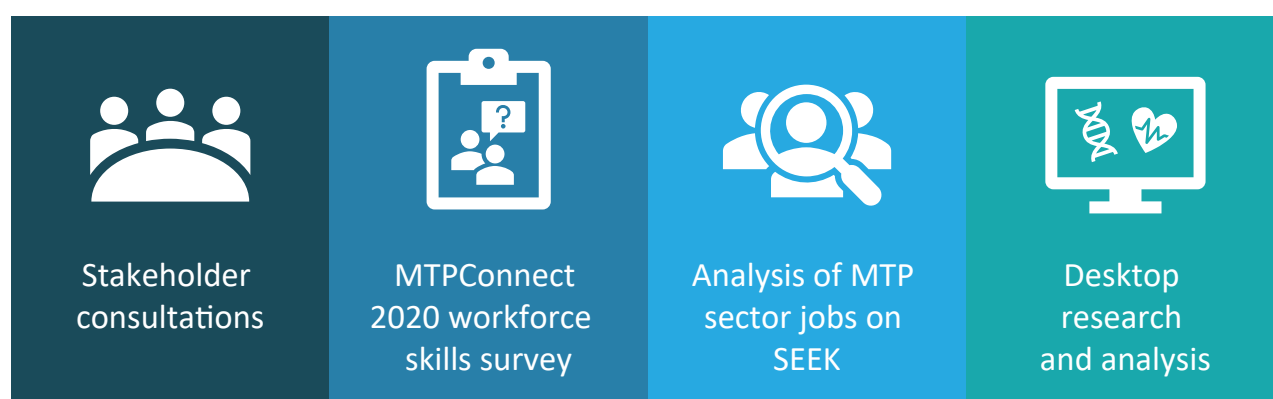 ?
Stakeholder
consultations
MTPConnect
2020 workforce
skills survey
Analysis of MTP
sector jobs on
SEEK
Desktop
research
and analysis